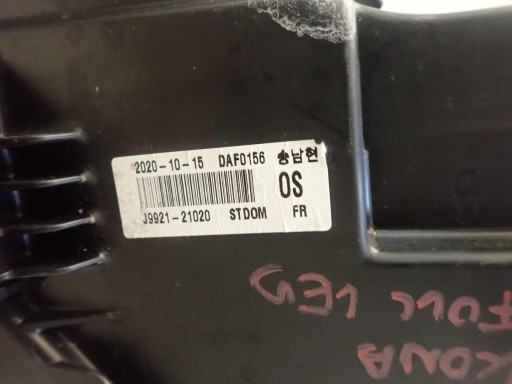 2020-10-15 DAF0156 송남현
OS
J9921-21020 STDOM FR
KONA
FULL LED